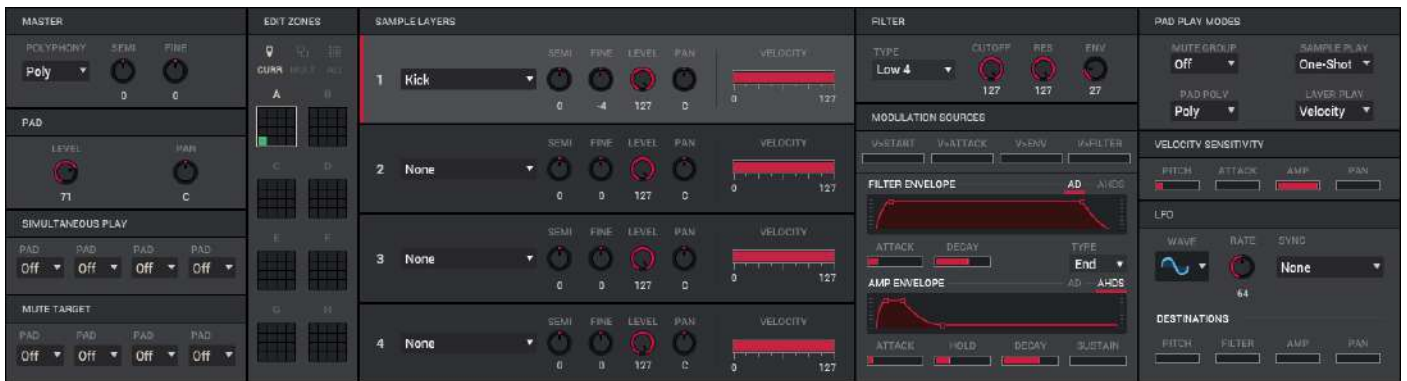 MASTER
POLYPHONY SEMI FINE
Poly
0 0
PAD
LEVEL PAN
71 C
SIMULTANEOUS PLAY
PAD PAD PAD PAD
Off Off Off Off
MUTE TARGET
PAD PAD PAD PAD
Off Off Off Off
EDIT ZONES
CURR MULT ALL
A B
C D
E F
G H
SAMPLE LAYERS
SEMI FINE LEVEL PAN VELOCITY
1 Kick
0 -4 127 C 0 127
SEMI FINE LEVEL PAN VELOCITY
2 None
0 0 127 C 0 127
SEMI FINE LEVEL PAN VELOCITY
3 None
0 0 127 C 0 127
SEMI FINE LEVEL PAN VELOCITY
4 None
0 0 127 C 0 127
FILTER
TYPE CUTOFF RES ENV
Low 4
127 127 27
MODULATION SOURCES
V>START V>ATTACK V>ENV V>FILTER
FILTER ENVELOPE AD AHDS
ATTACK DECAY TYPE
End
AMP ENVELOPE AD AHDS
ATTACK HOLD DECAY SUSTAIN
PAD PLAY MODES
MUTE GROUP SAMPLE PLAY
Off One-Shot
PAD POLY LAYER PLAY
Poly Velocity
VELOCITY SENSITIVITY
PITCH ATTACK AMP PAN
LFO
WAVE RATE SYNC
None
64
DESTINATIONS
PITCH FILTER AMP PAN